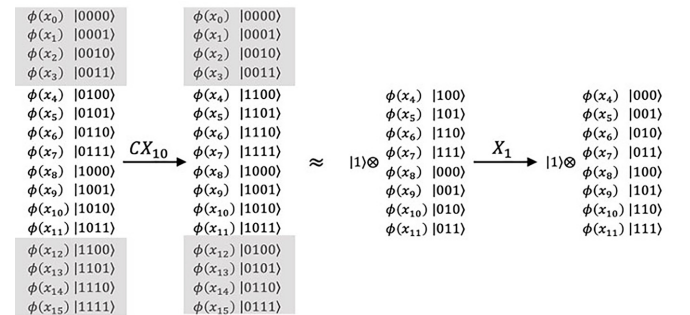 ϕ(x₀) |0000⟩ ϕ(x₀) |0000⟩
ϕ(x₁) |0001⟩ ϕ(x₁) |0001⟩
ϕ(x₂) |0010⟩ ϕ(x₂) |0010⟩
ϕ(x₃) |0011⟩ ϕ(x₃) |0011⟩
ϕ(x₄) |0100⟩ ϕ(x₄) |1100⟩ ϕ(x₄) |100⟩ ϕ(x₄) |000⟩
ϕ(x₅) |0101⟩ ϕ(x₅) |1101⟩ ϕ(x₅) |101⟩ ϕ(x₅) |001⟩
ϕ(x₆) |0110⟩ ϕ(x₆) |1110⟩ ϕ(x₆) |110⟩ ϕ(x₆) |010⟩
ϕ(x₇) |0111⟩ CX₁₀ ϕ(x₇) |1111⟩ ≈ |1⟩⊗ ϕ(x₇) |111⟩ X₁ |1⟩⊗ ϕ(x₇) |011⟩
ϕ(x₈) |1000⟩ ϕ(x₈) |1000⟩ ϕ(x₈) |000⟩ ϕ(x₈) |100⟩
ϕ(x₉) |1001⟩ ϕ(x₉) |1001⟩ ϕ(x₉) |001⟩ ϕ(x₉) |101⟩
ϕ(x₁₀) |1010⟩ ϕ(x₁₀) |1010⟩ ϕ(x₁₀) |010⟩ ϕ(x₁₀) |110⟩
ϕ(x₁₁) |1011⟩ ϕ(x₁₁) |1011⟩ ϕ(x₁₁) |011⟩ ϕ(x₁₁) |111⟩
ϕ(x₁₂) |1100⟩ ϕ(x₁₂) |0100⟩
ϕ(x₁₃) |1101⟩ ϕ(x₁₃) |0101⟩
ϕ(x₁₄) |1110⟩ ϕ(x₁₄) |0110⟩
ϕ(x₁₅) |1111⟩ ϕ(x₁₅) |0111⟩